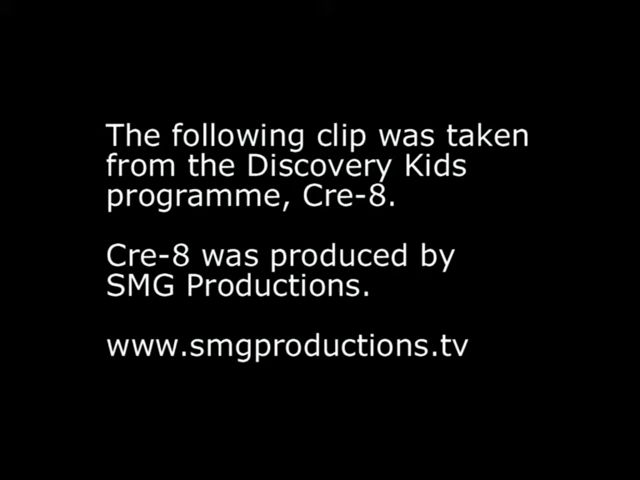 The following clip was taken
from the Discovery Kids
programme, Cre-8.
Cre-8 was produced by
SMG Productions.
www.smgproductions.tv